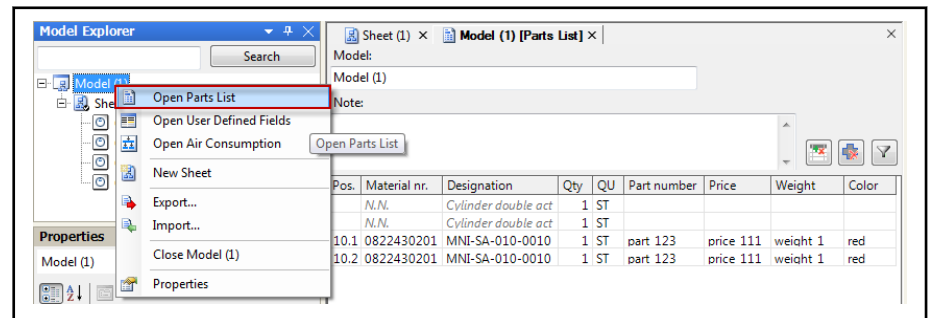 Model Explorer
Search
Model (1)
She
Open Parts List
Open User Defined Fields
Open Air Consumption
New Sheet
Export...
Import...
Close Model (1)
Properties
Open Parts List
Properties
Model (1)
Sheet (1) Model (1) [Parts List]
Model:
Model (1)
Note:
Pos. Material nr. Designation Qty QU Part number Price Weight Color
N.N. Cylinder double act 1 ST
N.N. Cylinder double act 1 ST
10.1 0822430201 MNI-SA-010-0010 1 ST part 123 price 111 weight 1 red
10.2 0822430201 MNI-SA-010-0010 1 ST part 123 price 111 weight 1 red